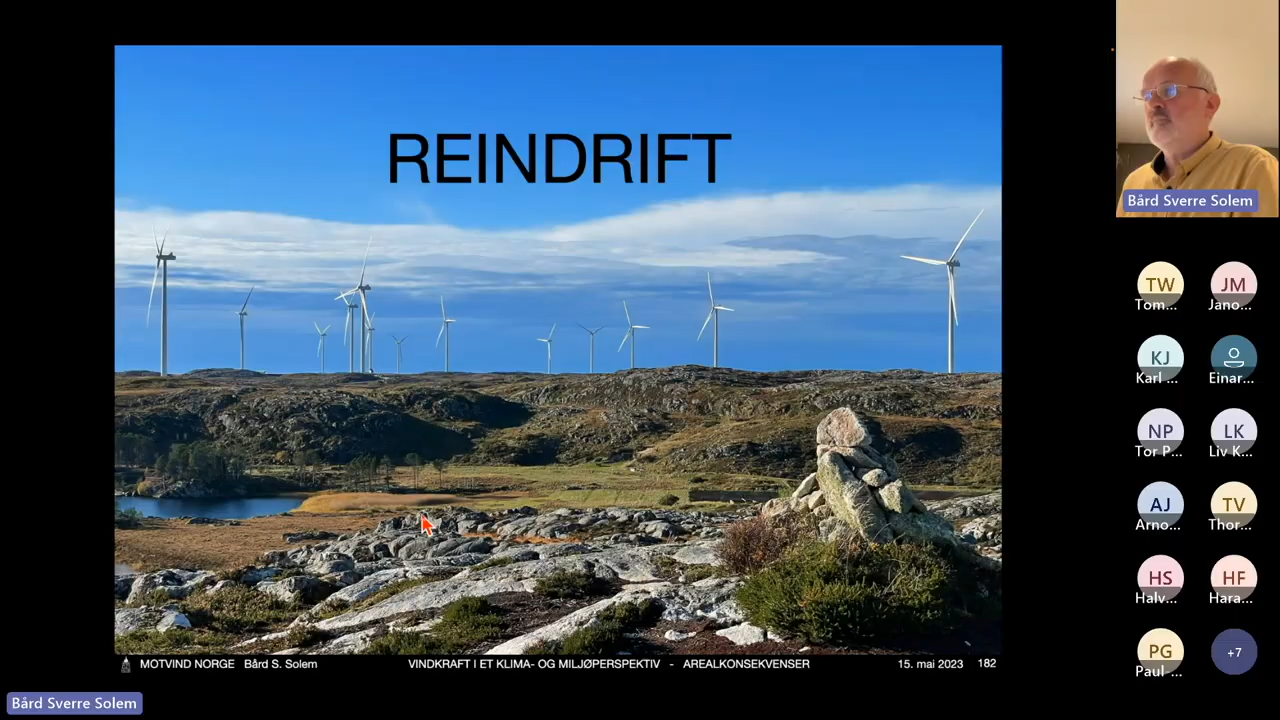 REINDRIFT
MOTVIND NORGE Bård S. Solem
VINDKRAFT I ET KLIMA- OG MILJØPERSPEKTIV - AREALKONSEKVENSER
15. mai 2023 182
Bård Sverre Solem
Bård Sverre Solem
TW
Tom...
JM
Jano...
KJ
Karl ...
Einar...
NP
Tor P...
LK
Liv K...
AJ
Arno...
TV
Thor...
HS
Halv...
HF
Hara...
PG
Paul ...
+7